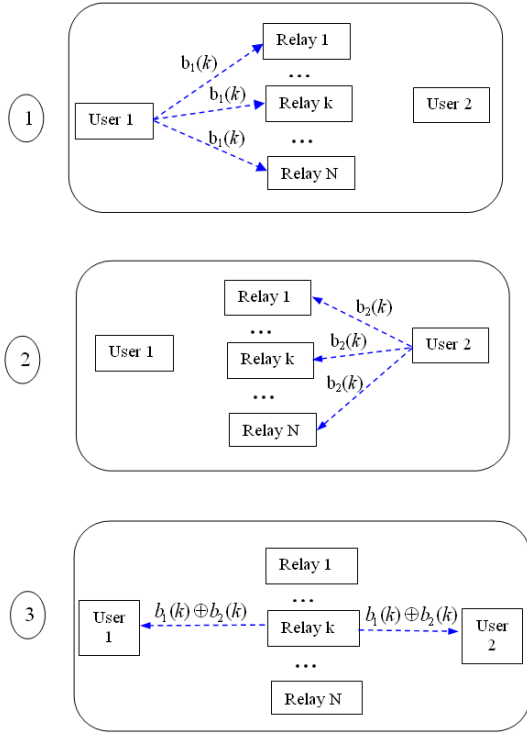 1
User 1
b₁(k)
b₁(k)
b₁(k)
Relay 1
...
Relay k
...
Relay N
User 2
2
User 1
Relay 1
...
Relay k
...
Relay N
b₂(k)
b₂(k)
b₂(k)
User 2
3
User
1
b₁(k)⊕b₂(k)
Relay 1
...
Relay k
...
Relay N
b₁(k)⊕b₂(k)
User
2